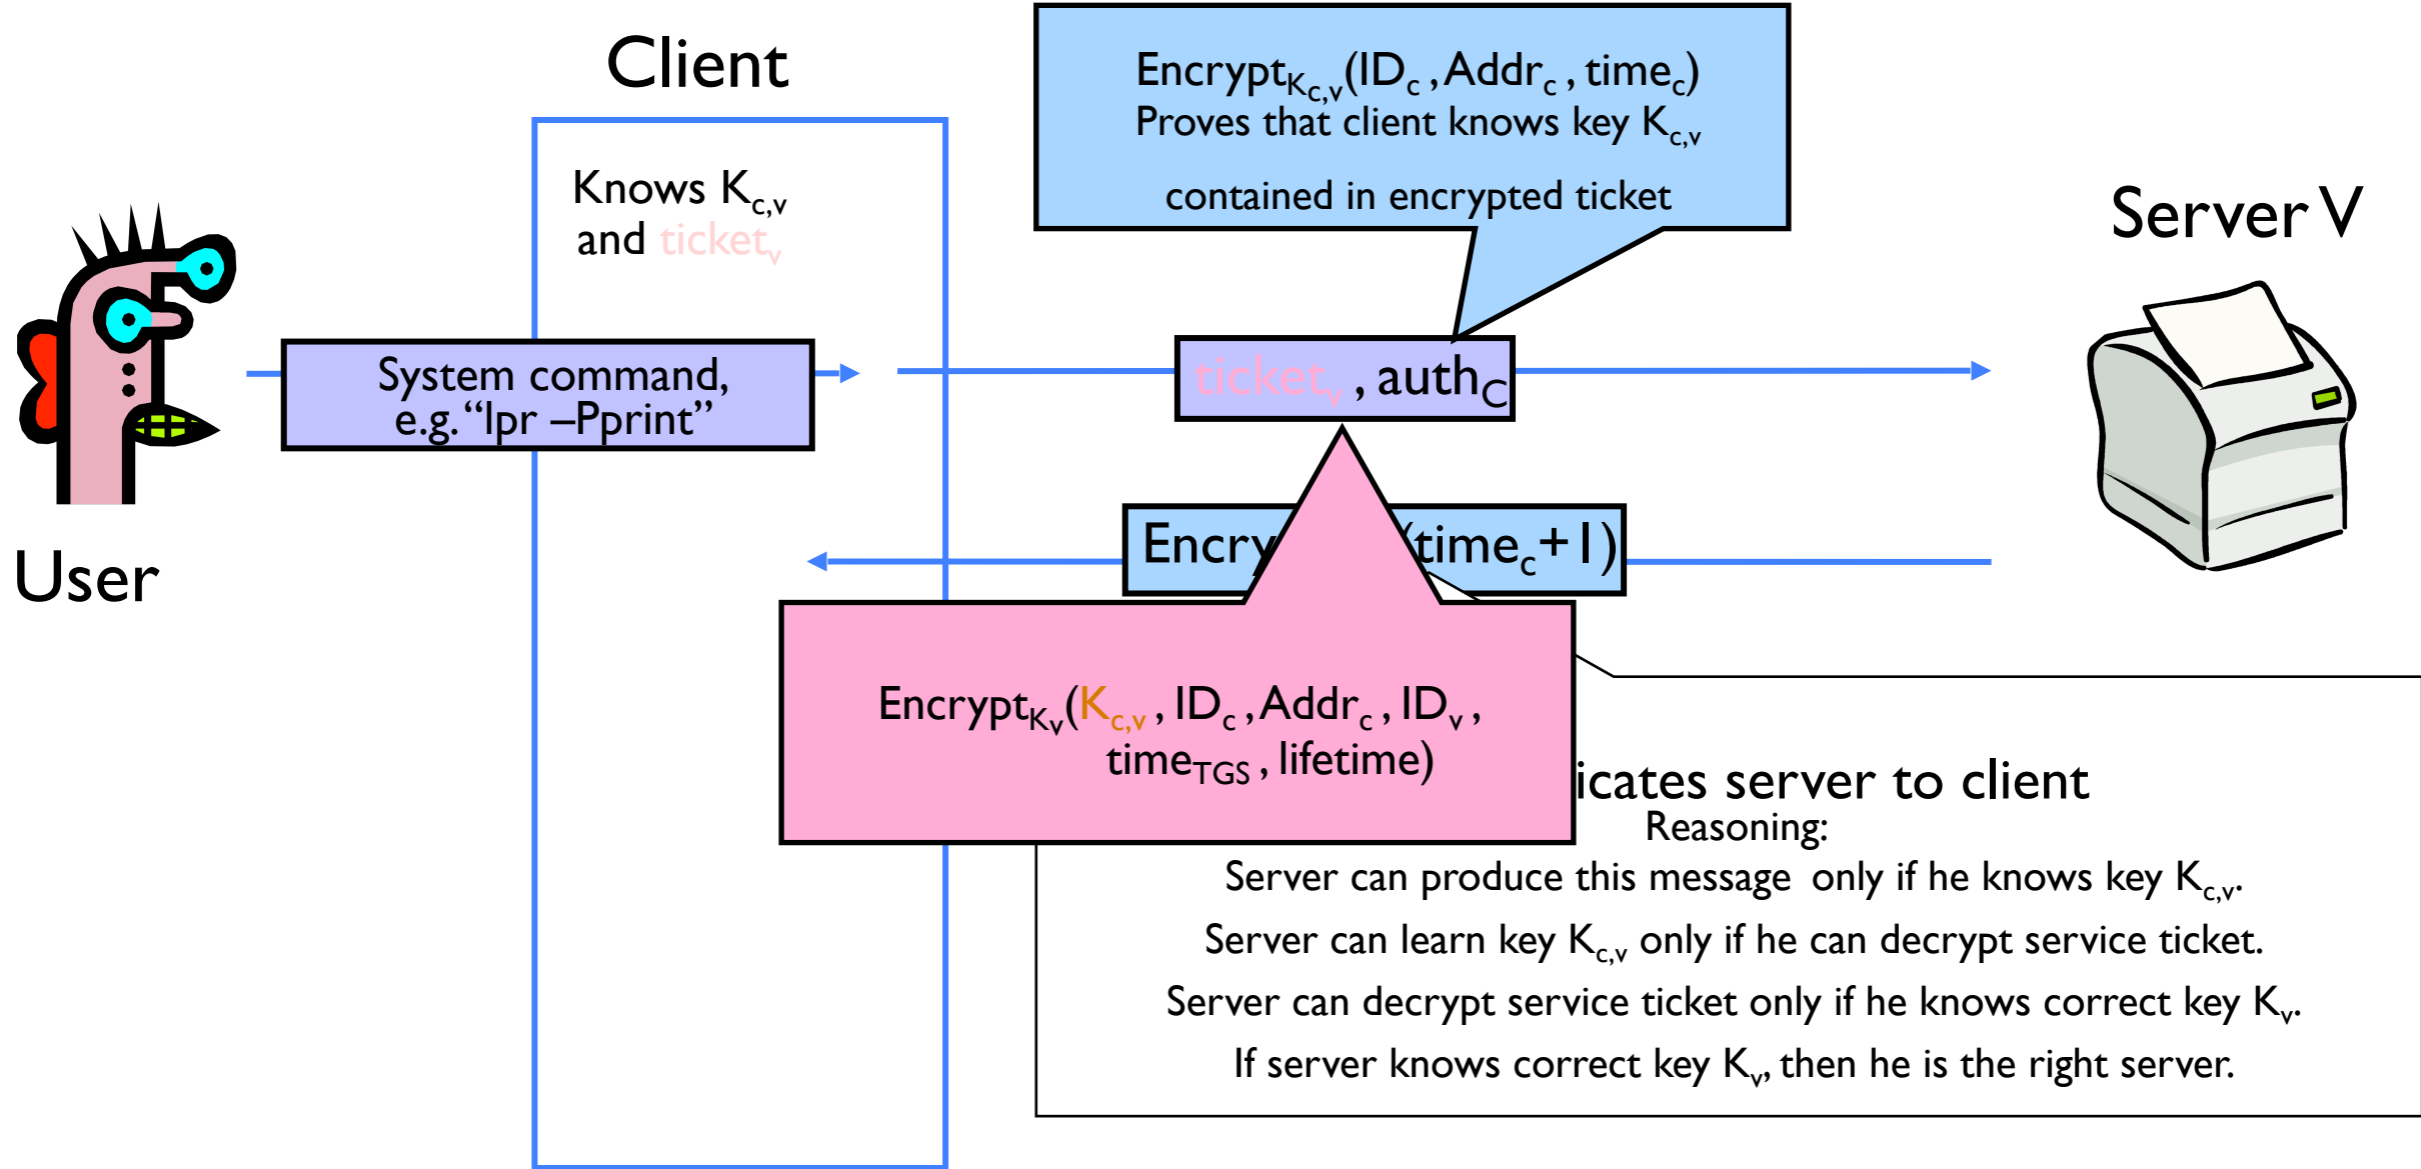 Client
Encrypt_{K_{c,v}}(ID_c , Addr_c , time_c)
Proves that client knows key K_{c,v}
contained in encrypted ticket
Knows K_{c,v}
and ticket_v
Server V
System command,
e.g. “lpr –Pprint”
ticket_v , auth_C
(time_c+1)
User
Encrypt_{K_v}(K_{c,v} , ID_c , Addr_c , ID_v ,
time_{TGS} , lifetime)
server to client
Reasoning:
Server can produce this message only if he knows key K_{c,v}.
Server can learn key K_{c,v} only if he can decrypt service ticket.
Server can decrypt service ticket only if he knows correct key K_v.
If server knows correct key K_v, then he is the right server.